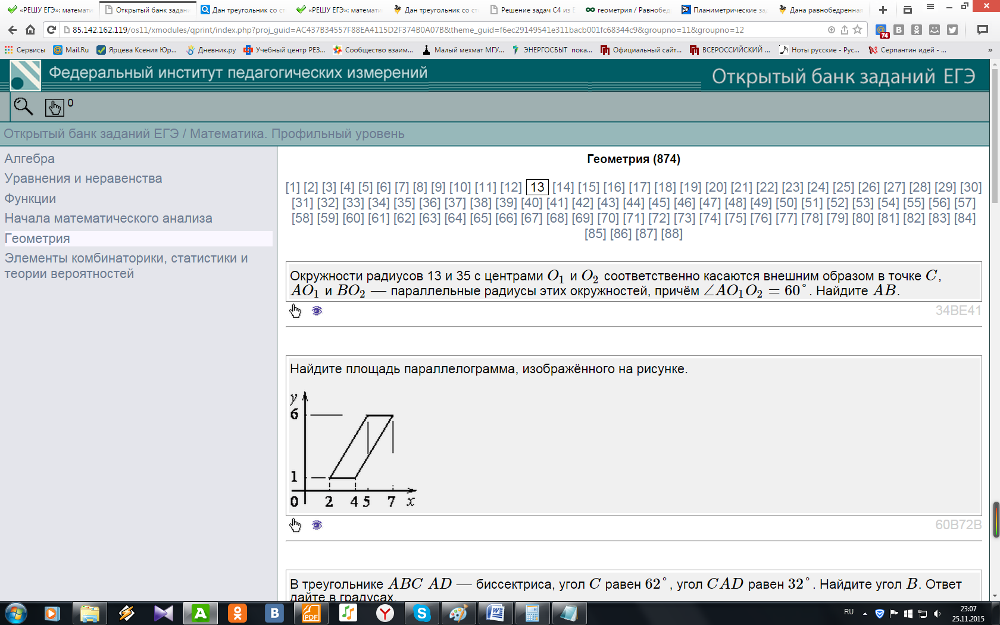 «РЕШУ ЕГЭ»: математи
Открытый банк задани
Дан треугольник со ст
«РЕШУ ЕГЭ»: математи
Дан треугольник со ст
Решение задач С4 из Е
геометрия / Равнобед
Планиметрические за
Дана равнобедренная
85.142.162.119/os11/xmodules/qprint/index.php?proj_guid=AC437B34557F88EA4115D2F374B0A07B&theme_guid=f6ec29149541e311bacb001fc68344c9&groupno=11&groupno=12
74
Сервисы
Mail.Ru
Ярцева Ксения Юр...
Дневник.ру
Учебный центр РЕЗ...
Сообщество взаим...
Малый мехмат МГУ...
ЭНЕРГОСБЫТ пока...
Официальный сайт...
ВСЕРОССИЙСКИЙ ...
Ноты русские - Рус...
Серпантин идей - ...
»
Федеральный институт педагогических измерений
Открытый банк заданий ЕГЭ
0
Открытый банк заданий ЕГЭ / Математика. Профильный уровень
Алгебра
Уравнения и неравенства
Функции
Начала математического анализа
Геометрия
Элементы комбинаторики, статистики и
теории вероятностей
Геометрия (874)
[1] [2] [3] [4] [5] [6] [7] [8] [9] [10] [11] [12] 13 [14] [15] [16] [17] [18] [19] [20] [21] [22] [23] [24] [25] [26] [27] [28] [29] [30]
[31] [32] [33] [34] [35] [36] [37] [38] [39] [40] [41] [42] [43] [44] [45] [46] [47] [48] [49] [50] [51] [52] [53] [54] [55] [56] [57]
[58] [59] [60] [61] [62] [63] [64] [65] [66] [67] [68] [69] [70] [71] [72] [73] [74] [75] [76] [77] [78] [79] [80] [81] [82] [83] [84]
[85] [86] [87] [88]
Окружности радиусов 13 и 35 с центрами O₁ и O₂ соответственно касаются внешним образом в точке C,
AO₁ и BO₂ — параллельные радиусы этих окружностей, причём ∠AO₁O₂ = 60°. Найдите AB.
34BE41
Найдите площадь параллелограмма, изображённого на рисунке.
y
6
1
0 2 4 5 7 x
60B72B
В треугольнике ABC AD — биссектриса, угол C равен 62°, угол CAD равен 32°. Найдите угол B. Ответ
дайте в градусах.
RU
23:07
25.11.2015